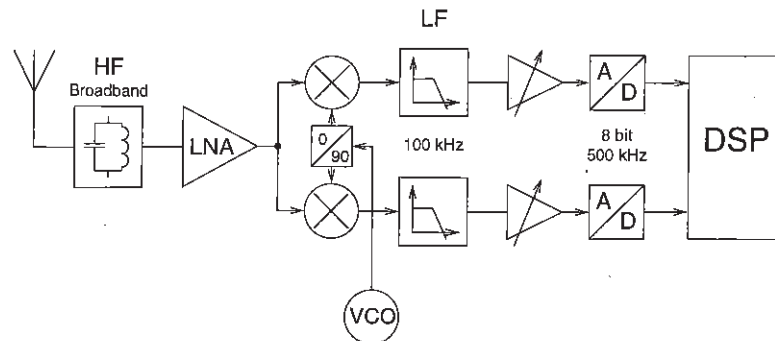 LF
HF
Broadband
LNA
0
90
100 kHz
A
D
8 bit
500 kHz
A
D
DSP
VCO